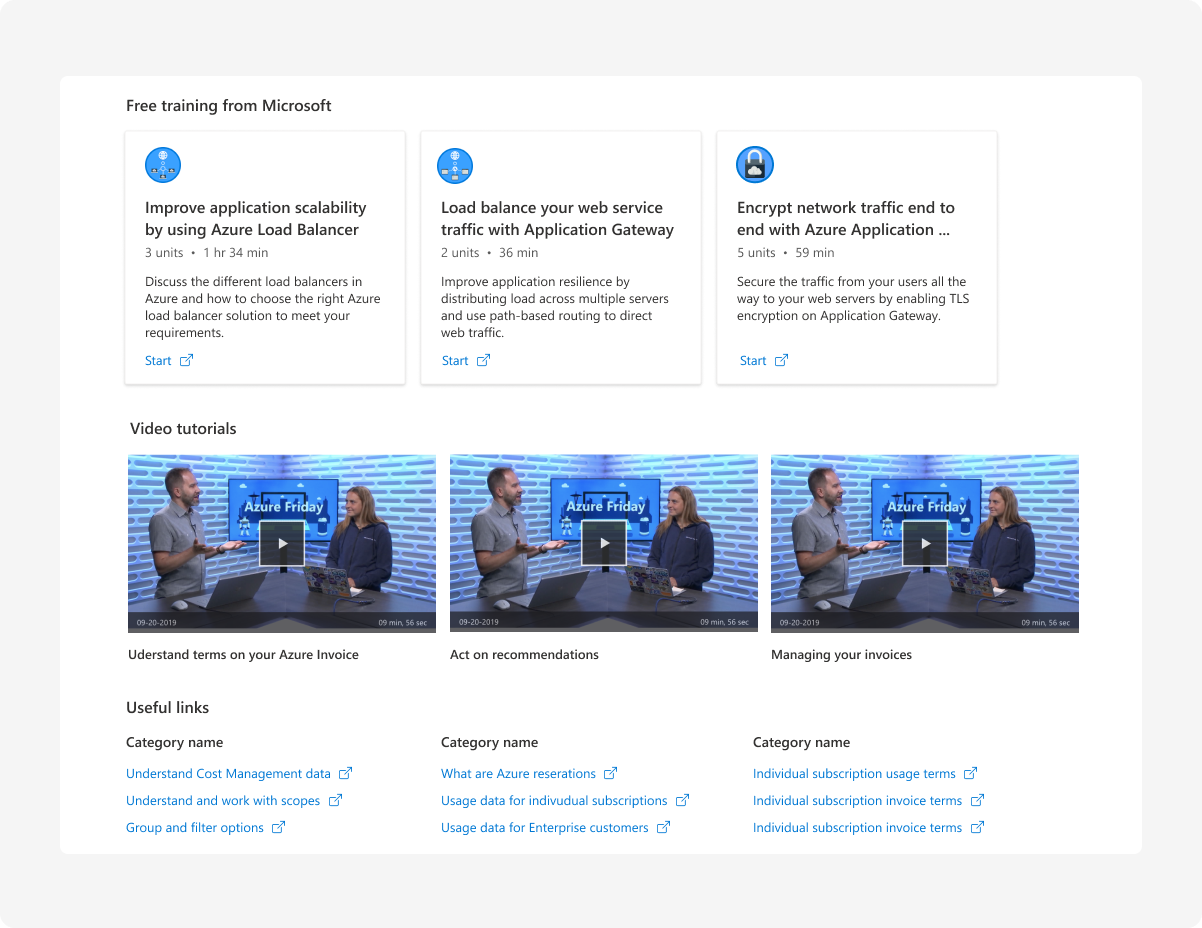 Free training from Microsoft
Improve application scalability
by using Azure Load Balancer
3 units • 1 hr 34 min
Discuss the different load balancers in
Azure and how to choose the right Azure
load balancer solution to meet your
requirements.
Start
Load balance your web service
traffic with Application Gateway
2 units • 36 min
Improve application resilience by
distributing load across multiple servers
and use path-based routing to direct
web traffic.
Start
Encrypt network traffic end to
end with Azure Application ...
5 units • 59 min
Secure the traffic from your users all the
way to your web servers by enabling TLS
encryption on Application Gateway.
Start
Video tutorials
Azure Friday
09-20-2019
09 min, 56 sec
Uderstand terms on your Azure Invoice
Azure Friday
09-20-2019
09 min, 56 sec
Act on recommendations
Azure Friday
09-20-2019
09 min, 56 sec
Managing your invoices
Useful links
Category name
Understand Cost Management data
Understand and work with scopes
Group and filter options
Category name
What are Azure reserations
Usage data for indivudual subscriptions
Usage data for Enterprise customers
Category name
Individual subscription usage terms
Individual subscription invoice terms
Individual subscription invoice terms